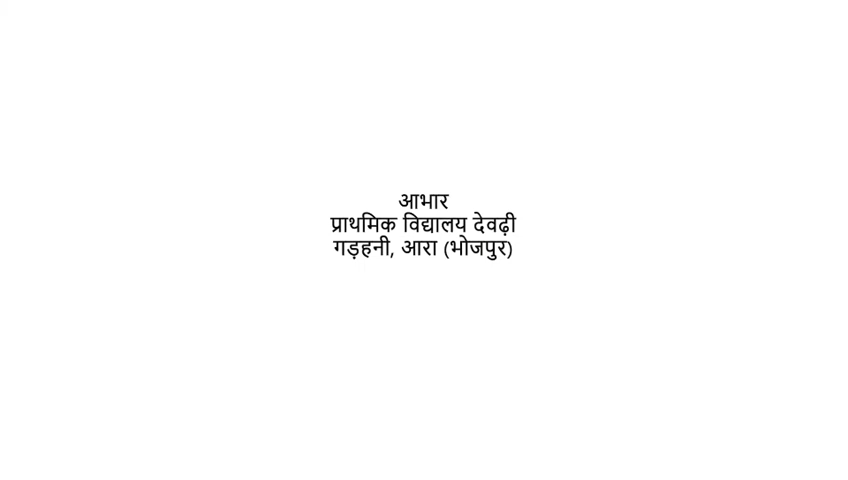 आभार
प्राथमिक विद्यालय देवढ़ी
गड़हनी, आरा (भोजपुर)